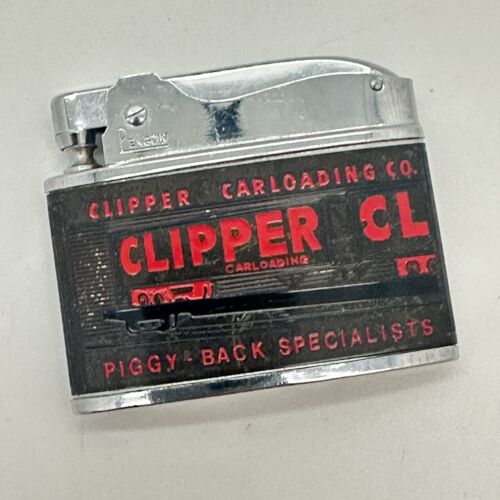 PENGUIN
CLIPPER CARLOADING CO.
CLIPPER CL
CARLOADING
PIGGY-BACK SPECIALISTS